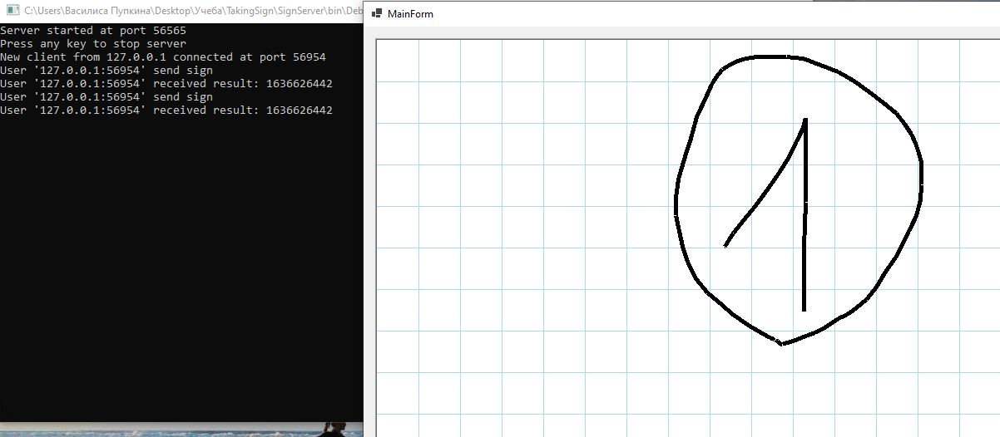 C:\Users\Василиса Пупкина\Desktop\Учеба\TakingSign\SignServer\bin\Deb
Server started at port 56565
Press any key to stop server
New client from 127.0.0.1 connected at port 56954
User '127.0.0.1:56954' send sign
User '127.0.0.1:56954' received result: 1636626442
User '127.0.0.1:56954' send sign
User '127.0.0.1:56954' received result: 1636626442
MainForm
1